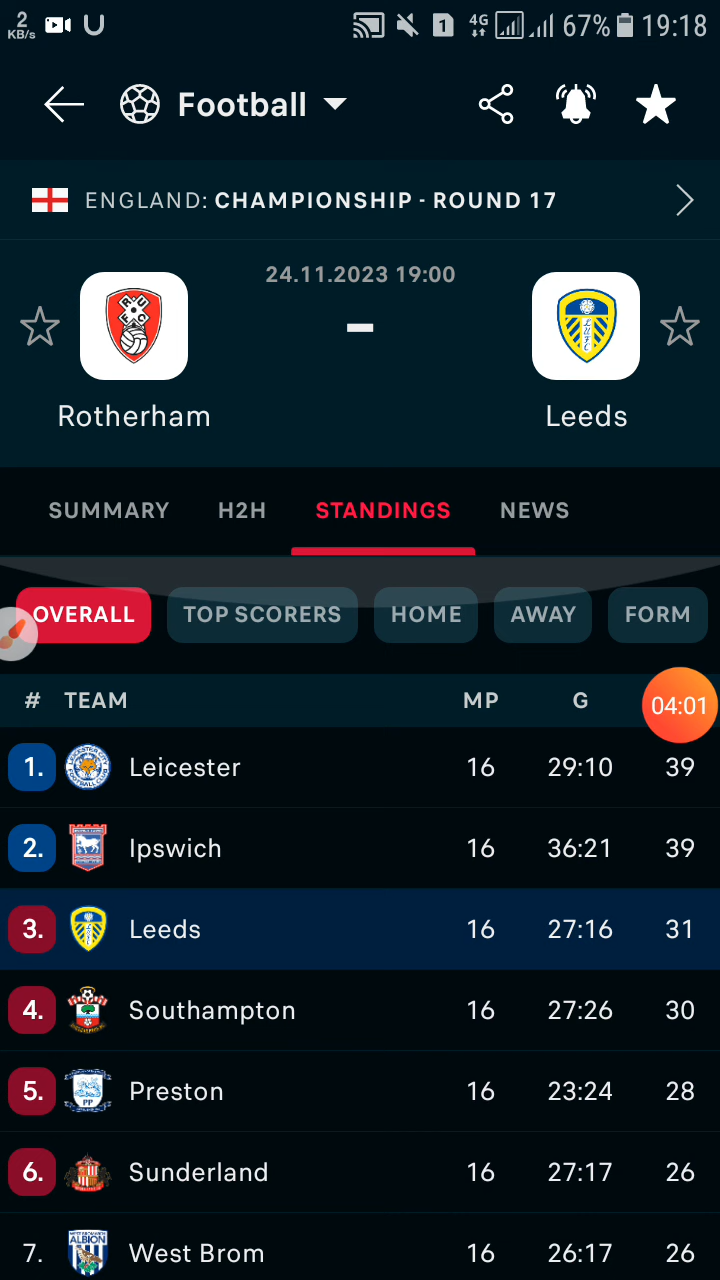 2 KB/s 1 4G 67% 19:18
Football
ENGLAND: CHAMPIONSHIP - ROUND 17
24.11.2023 19:00
-
Rotherham Leeds
SUMMARY H2H STANDINGS NEWS
OVERALL TOP SCORERS HOME AWAY FORM
# TEAM MP G 04:01
1. Leicester 16 29:10 39
2. Ipswich 16 36:21 39
3. Leeds 16 27:16 31
4. Southampton 16 27:26 30
5. Preston 16 23:24 28
6. Sunderland 16 27:17 26
7. West Brom 16 26:17 26